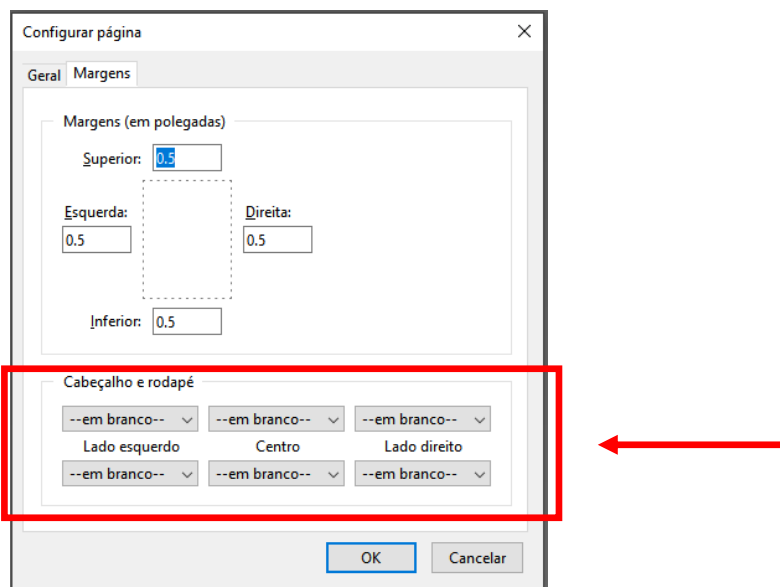 Configurar página
Geral Margens
Margens (em polegadas)
Superior: 0.5
Esquerda: Direita:
0.5 0.5
Inferior: 0.5
Cabeçalho e rodapé
--em branco-- --em branco-- --em branco--
Lado esquerdo Centro Lado direito
--em branco-- --em branco-- --em branco--
OK Cancelar